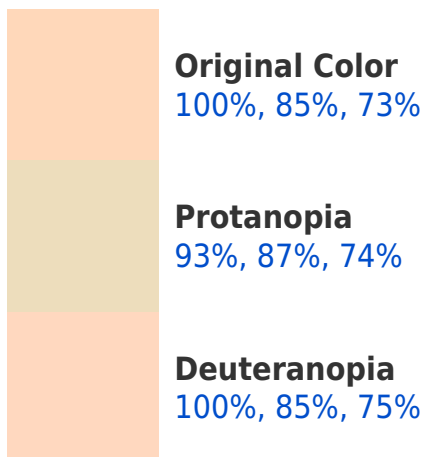 Original Color
100%, 85%, 73%
Protanopia
93%, 87%, 74%
Deuteranopia
100%, 85%, 75%